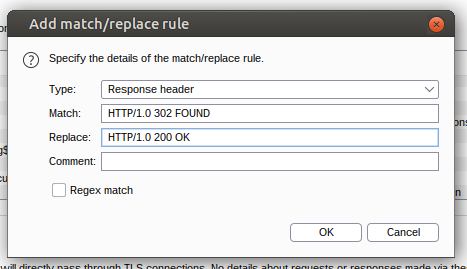 Add match/replace rule
Specify the details of the match/replace rule.
Type: Response header
Match: HTTP/1.0 302 FOUND
Replace: HTTP/1.0 200 OK
Comment:
Regex match
OK Cancel
will directly pass through TLS connections. No details about requests or responses made via these